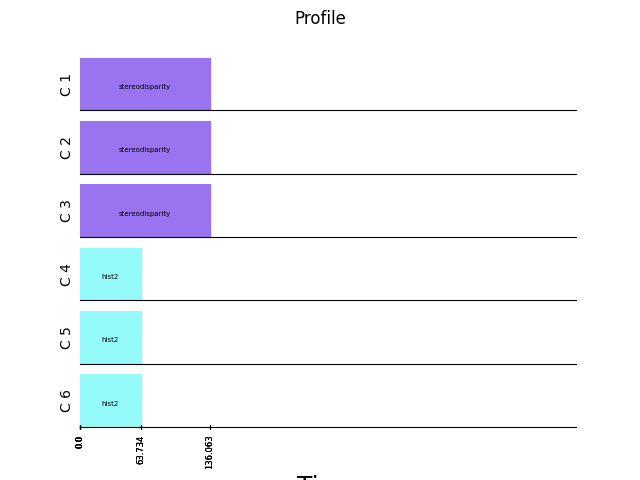 Profile
C 1
stereodisparity
C 2
stereodisparity
C 3
stereodisparity
C 4
hist2
C 5
hist2
C 6
hist2
0.0
63.734
136.063